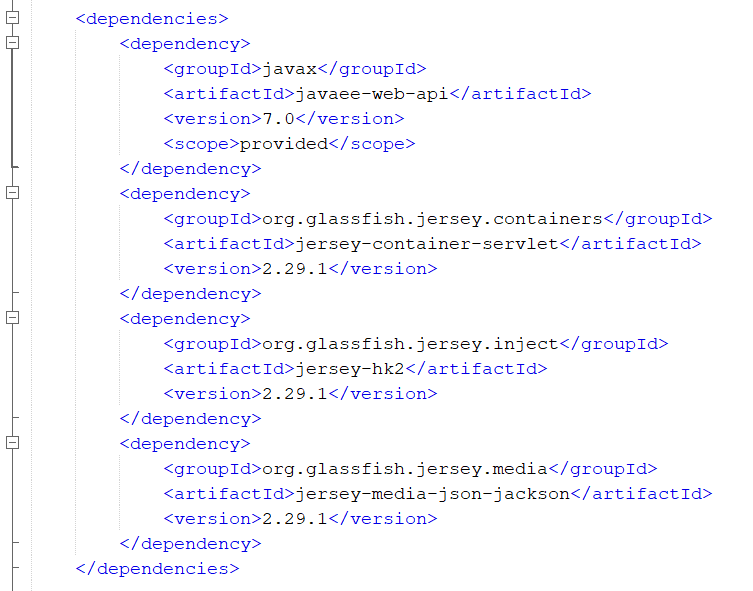 <dependencies>
<dependency>
<groupId>javax</groupId>
<artifactId>javaee-web-api</artifactId>
<version>7.0</version>
<scope>provided</scope>
</dependency>
<dependency>
<groupId>org.glassfish.jersey.containers</groupId>
<artifactId>jersey-container-servlet</artifactId>
<version>2.29.1</version>
</dependency>
<dependency>
<groupId>org.glassfish.jersey.inject</groupId>
<artifactId>jersey-hk2</artifactId>
<version>2.29.1</version>
</dependency>
<dependency>
<groupId>org.glassfish.jersey.media</groupId>
<artifactId>jersey-media-json-jackson</artifactId>
<version>2.29.1</version>
</dependency>
</dependencies>